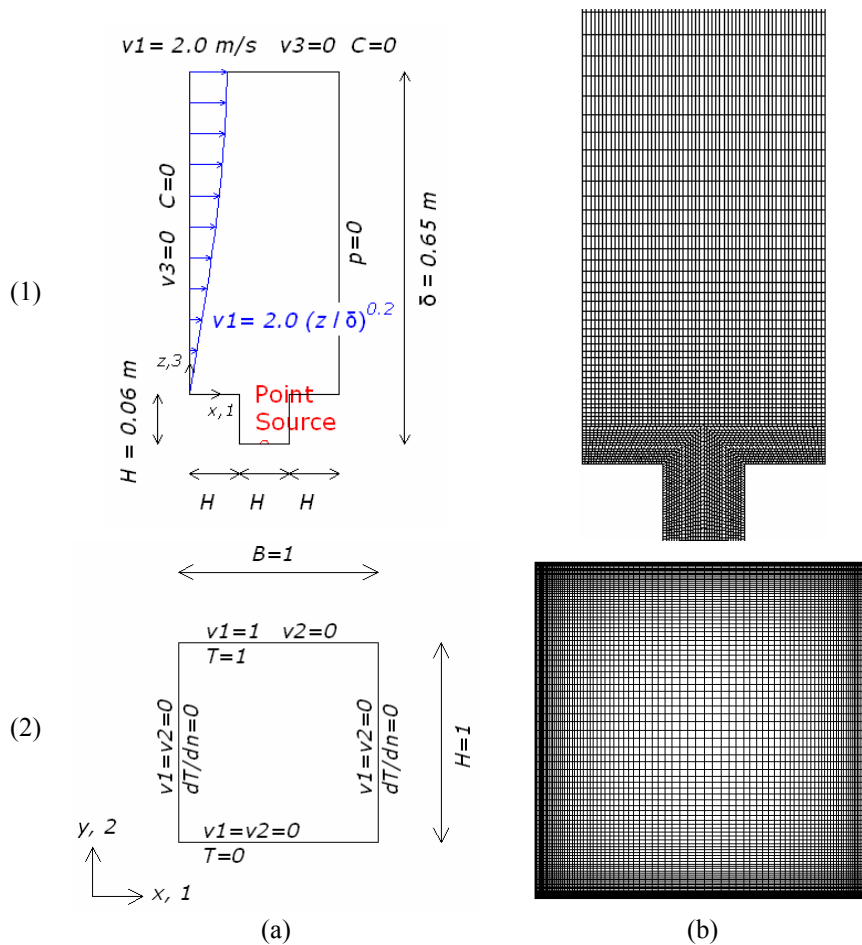 v1= 2.0 m/s v3=0 C=0
v3=0 C=0
p=0
δ = 0.65 m
(1)
v1= 2.0 (z / δ)^0.2
z,3
x, 1
Point
Source
H = 0.06 m
H H H
B=1
v1=1 v2=0
T=1
v1=v2=0
dT/dn=0
v1=v2=0
dT/dn=0
H=1
(2)
v1=v2=0
T=0
y, 2
x, 1
(a) (b)